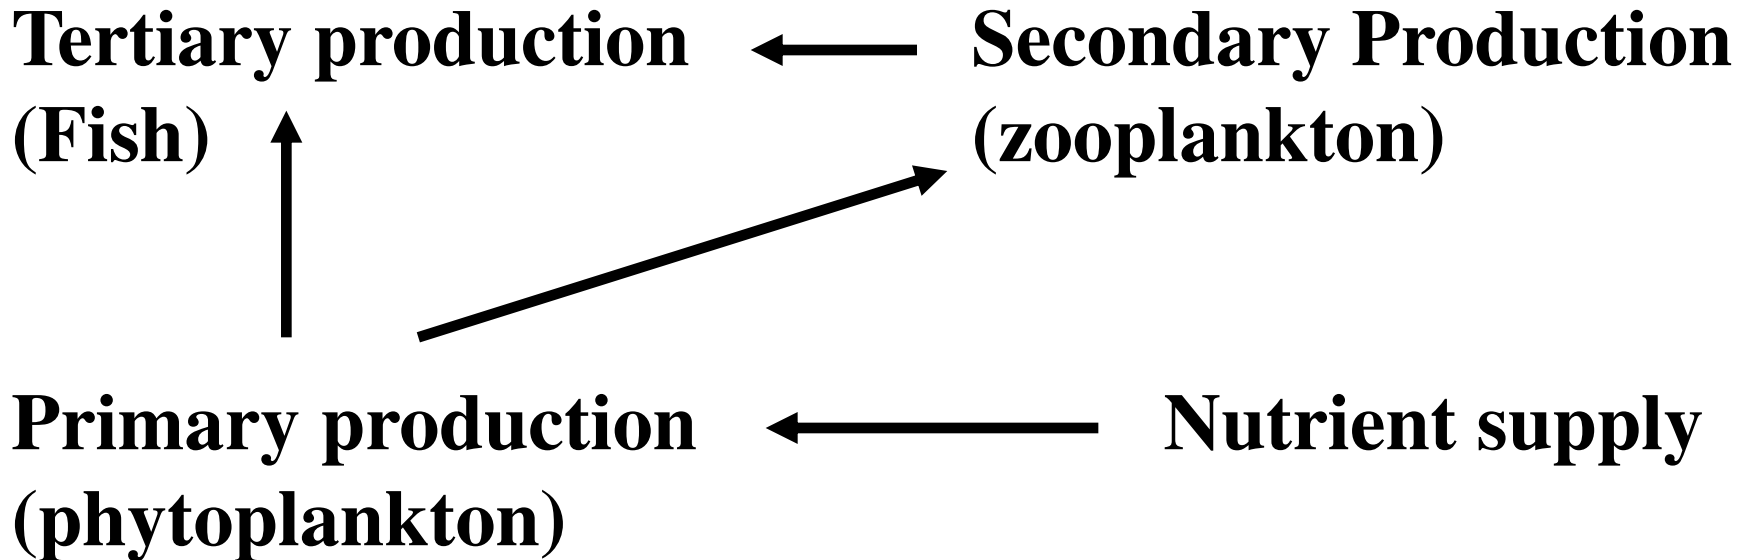 Tertiary production
(Fish)
Secondary Production
(zooplankton)
Primary production
(phytoplankton)
Nutrient supply